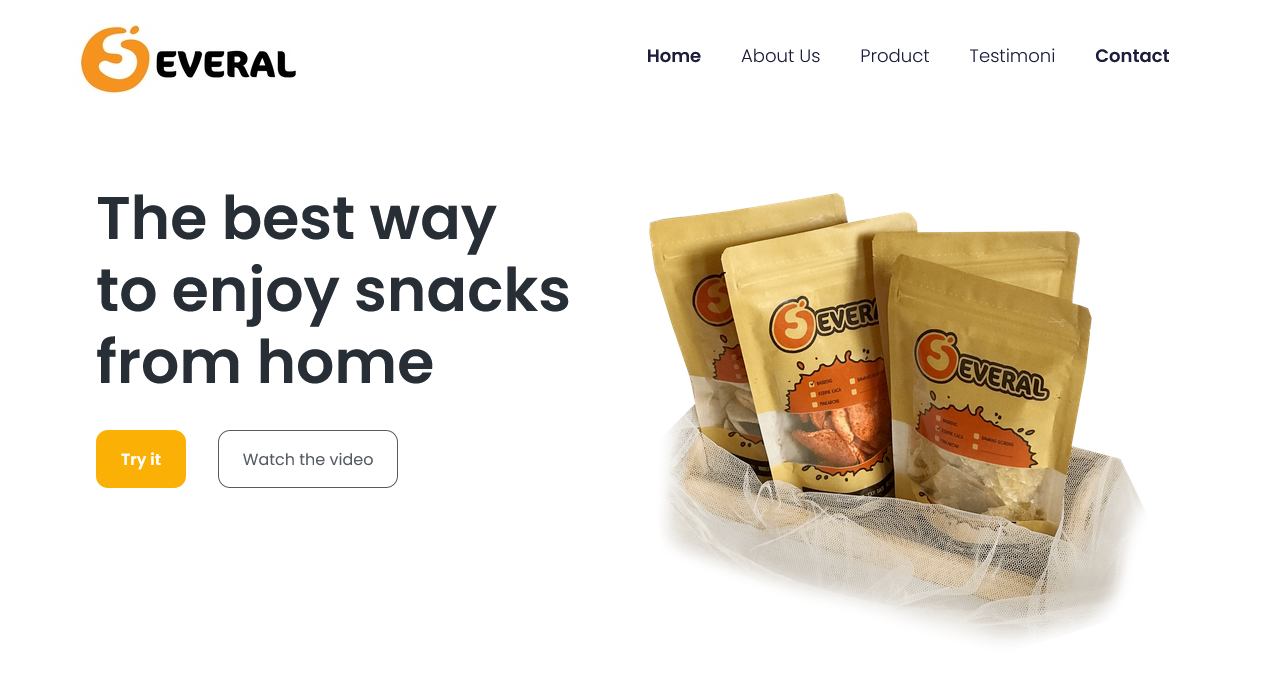 SEVERAL
Home About Us Product Testimoni Contact
The best way
to enjoy snacks
from home
Try it
Watch the video
SEVERAL
SEVERAL